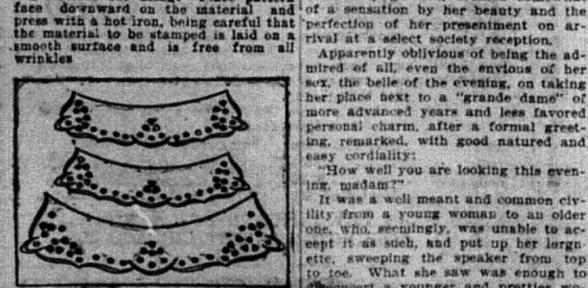 face downward on the material and
press with a hot iron, being careful that
the material to be stamped is laid on a
smooth surface and is free from all
wrinkles
of a sensation by her beauty and the
perfection of her presentiment on ar-
rival at a select society reception.
Apparently oblivious of being the ad-
mired of all, even the envious of her
sex, the belle of the evening, on taking
her place next to a "grande dame" of
more advanced years and less favored
personal charm, after a formal greet-
ing, remarked, with good natured and
easy cordiality:
"How well you are looking this even-
ing, madam?"
It was a well meant and common civ-
ility from a young woman to an older
one, who, seemingly, was unable to ac-
cept it as such, and put up her lorgn-
ette, sweeping the speaker from top
to toe. What she saw was enough to
a younger and prettier